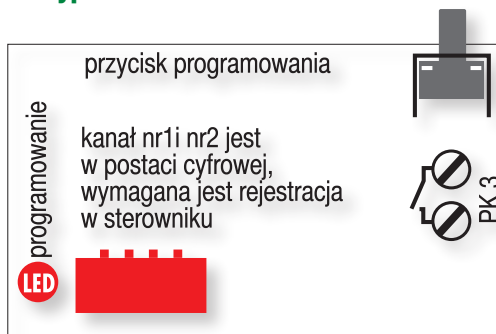 przycisk programowania
programowanie
kanał nr1i nr2 jest
w postaci cyfrowej,
wymagana jest rejestracja
w sterowniku
LED
PK 3